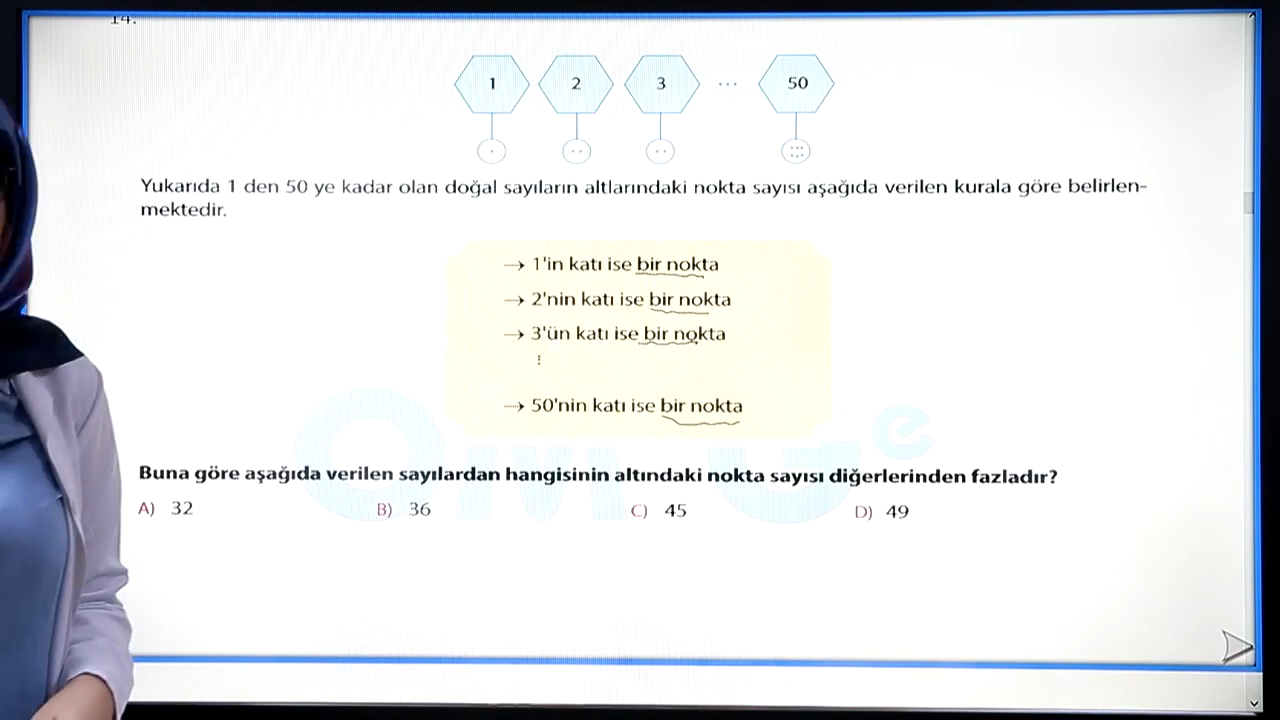 14.
1 2 3 ... 50
Yukarıda 1 den 50 ye kadar olan doğal sayıların altlarındaki nokta sayısı aşağıda verilen kurala göre belirlen-
mektedir.
→ 1'in katı ise bir nokta
→ 2'nin katı ise bir nokta
→ 3'ün katı ise bir nokta
⋮
→ 50'nin katı ise bir nokta
Buna göre aşağıda verilen sayılardan hangisinin altındaki nokta sayısı diğerlerinden fazladır?
A) 32 B) 36 C) 45 D) 49